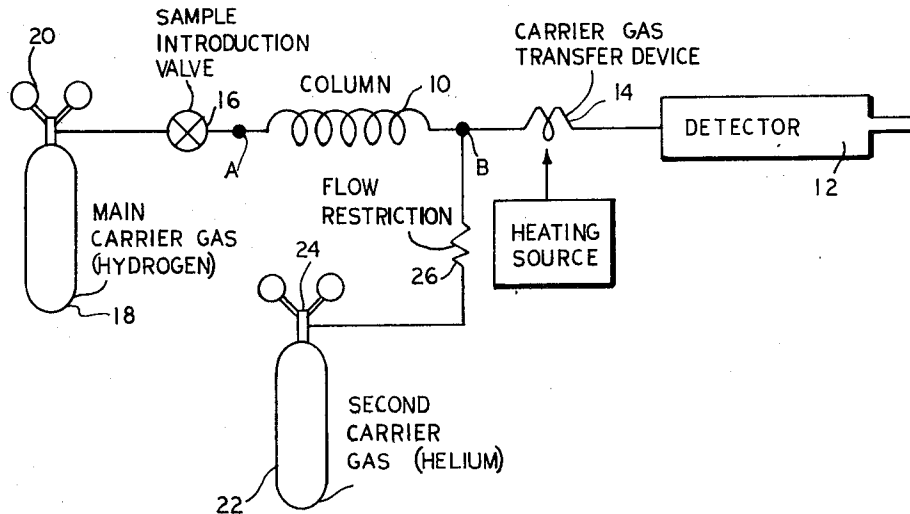 20
SAMPLE
INTRODUCTION
VALVE
16
A
COLUMN
10
B
CARRIER GAS
TRANSFER DEVICE
14
DETECTOR
12
MAIN
CARRIER GAS
(HYDROGEN)
18
FLOW
RESTRICTION
26
HEATING
SOURCE
24
SECOND
CARRIER
GAS (HELIUM)
22